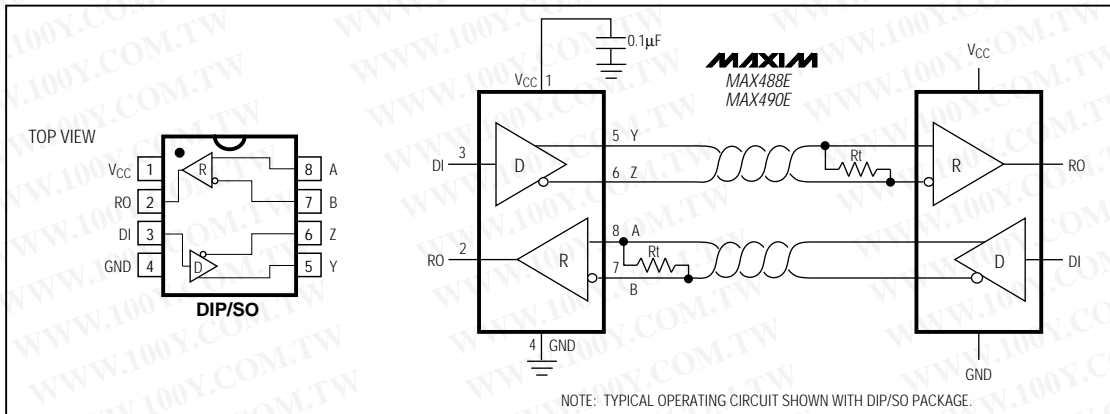 TOP VIEW
VCC 1
RO 2
DI 3
GND 4
8 A
7 B
6 Z
5 Y
R
D
DIP/SO
0.1µF
VCC 1
MAXIM
MAX488E
MAX490E
VCC
DI 3
D
5 Y
6 Z
Rt
R
RO
RO 2
R
8 A
7
B
Rt
D
DI
4 GND
GND
NOTE: TYPICAL OPERATING CIRCUIT SHOWN WITH DIP/SO PACKAGE.
WWW.100Y.COM.TW